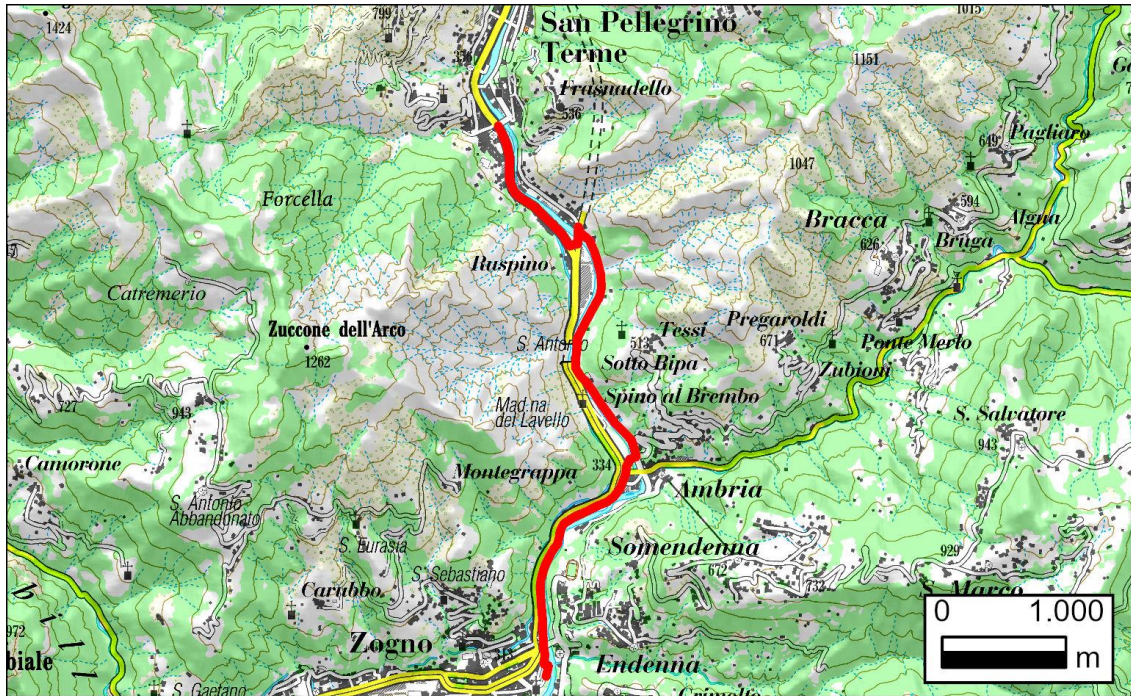 1015
799
San Pellegrino
Terme
1424
1151
Frasnadello
536
Pagliaro
649
1047
Forcella
594
Bracca
Algua
626
Bruga
Ruspino
Catremerio
Zuccone dell'Arco
1262
S. Antonio
Tessi
513
Pregaroldi
671
Ponte Merlo
Sotto Ripa
Zubioni
Mad.na
del Lavello
Spino al Brembo
727
943
S. Salvatore
943
Camorone
Montegrappa
334
Ambria
S. Antonio
Abbandonato
S. Eurasia
Somendenna
672
929
S. Sebastiano
732
S. Marco
Carubbo
0 1.000
m
972
Zogno
313
Endenna
biale
S. Gaetano
Grimolto